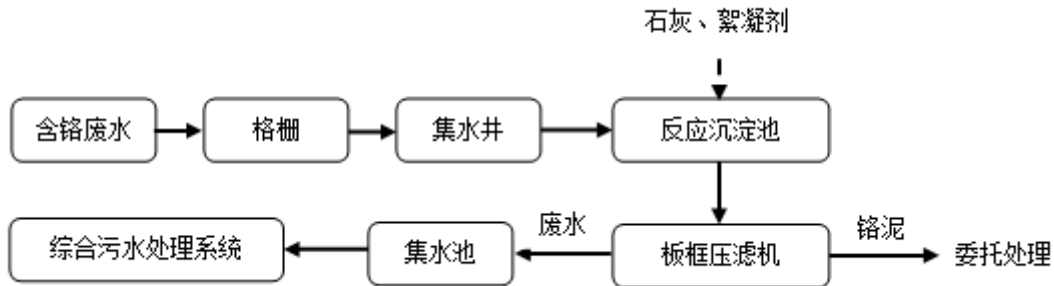 石灰、絮凝剂
含铬废水
格栅
集水井
反应沉淀池
综合污水处理系统
集水池
废水
板框压滤机
铬泥
委托处理